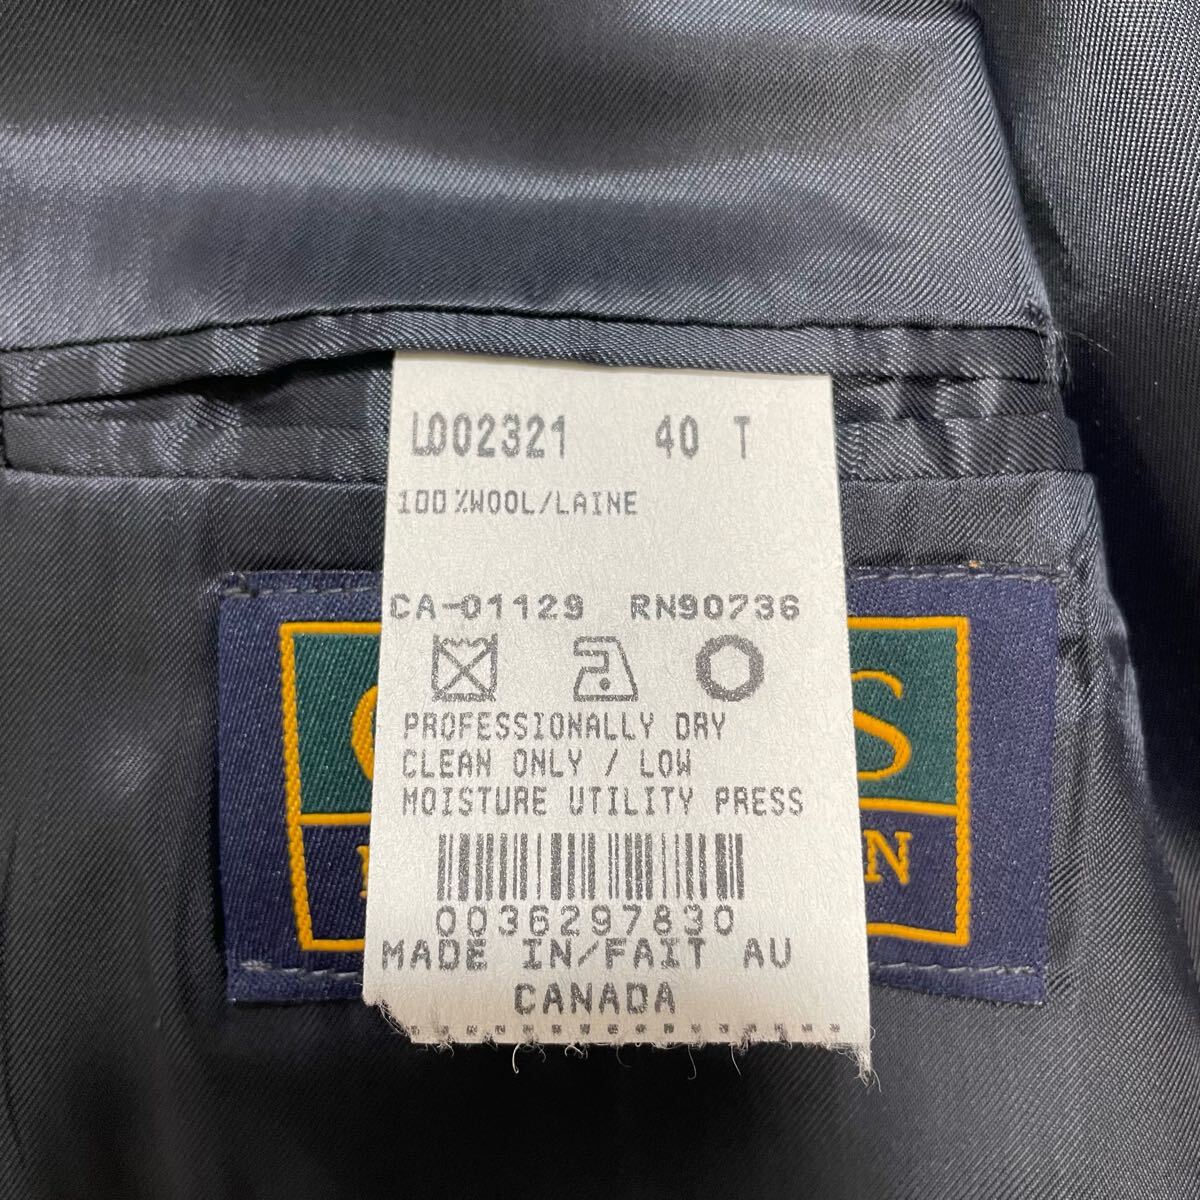 L002321 40 T
100%WOOL/LAINE
CA-01129 RN90736
PROFESSIONALLY DRY
CLEAN ONLY / LOW
MOISTURE UTILITY PRESS
0036297830
MADE IN/FAIT AU
CANADA